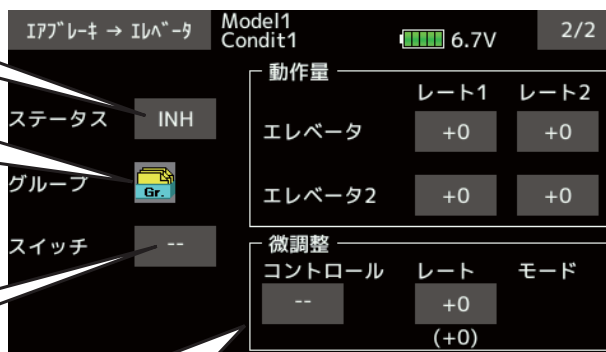 ｴｱﾌﾞﾚｰｷ → ｴﾚﾍﾞｰﾀ
Model1
Condit1
6.7V
2/2
動作量
レート1 レート2
ステータス INH
エレベータ +0 +0
グループ Gr.
エレベータ2 +0 +0
スイッチ --
微調整
コントロール レート モード
-- +0
(+0)